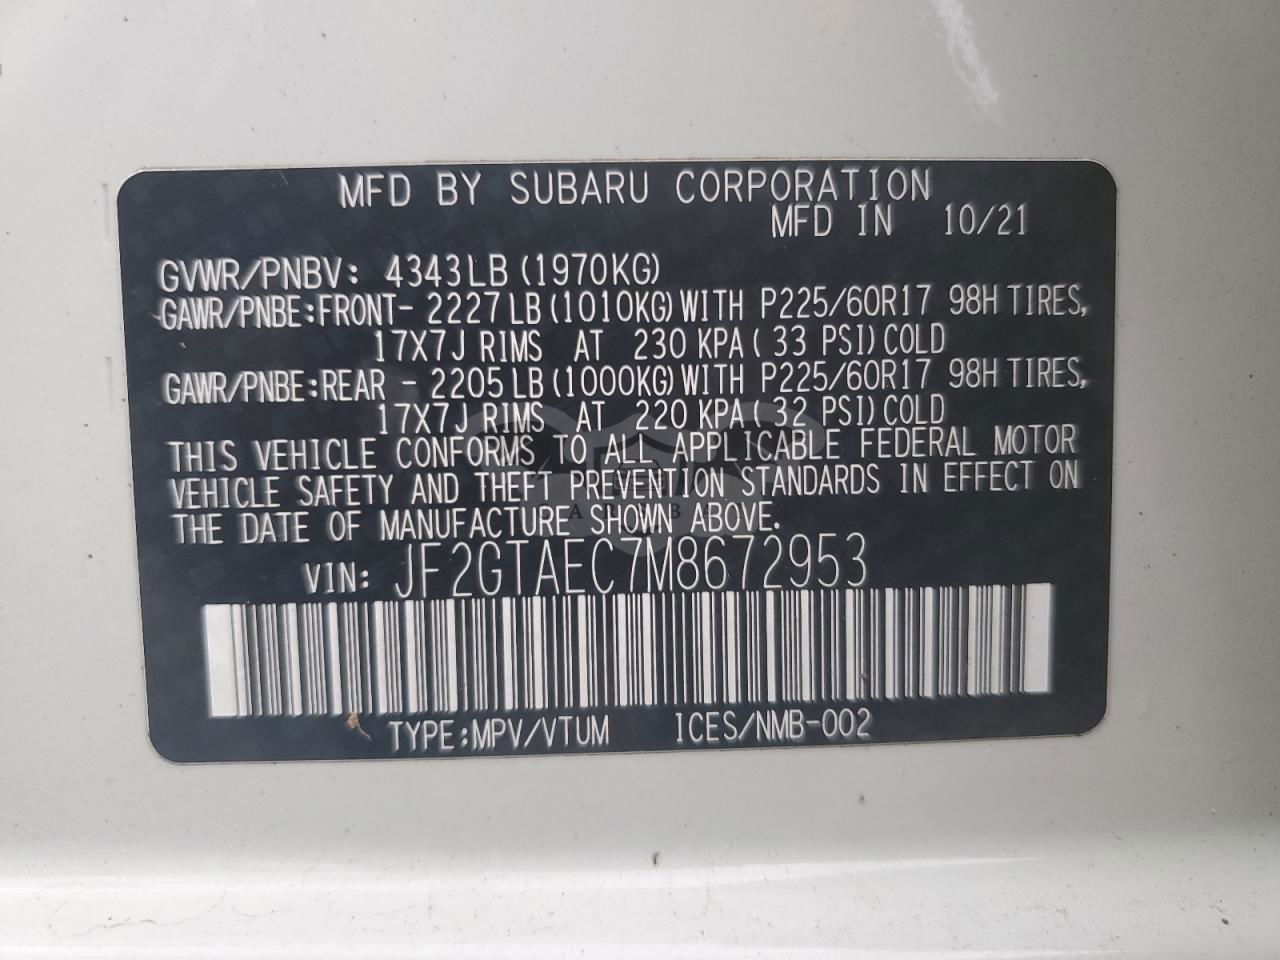 MFD BY SUBARU CORPORATION
MFD IN 10/21
GVWR/PNBV: 4343LB(1970KG)
GAWR/PNBE:FRONT- 2227LB(1010KG)WITH P225/60R17 98H TIRES,
17X7J RIMS AT 230 KPA( 33 PSI)COLD
GAWR/PNBE:REAR - 2205LB(1000KG)WITH P225/60R17 98H TIRES,
17X7J RIMS AT 220 KPA( 32 PSI)COLD
THIS VEHICLE CONFORMS TO ALL APPLICABLE FEDERAL MOTOR
VEHICLE SAFETY AND THEFT PREVENTION STANDARDS IN EFFECT ON
THE DATE OF MANUFACTURE SHOWN ABOVE.
VIN: JF2GTAEC7M8672953
TYPE:MPV/VTUM ICES/NMB-002